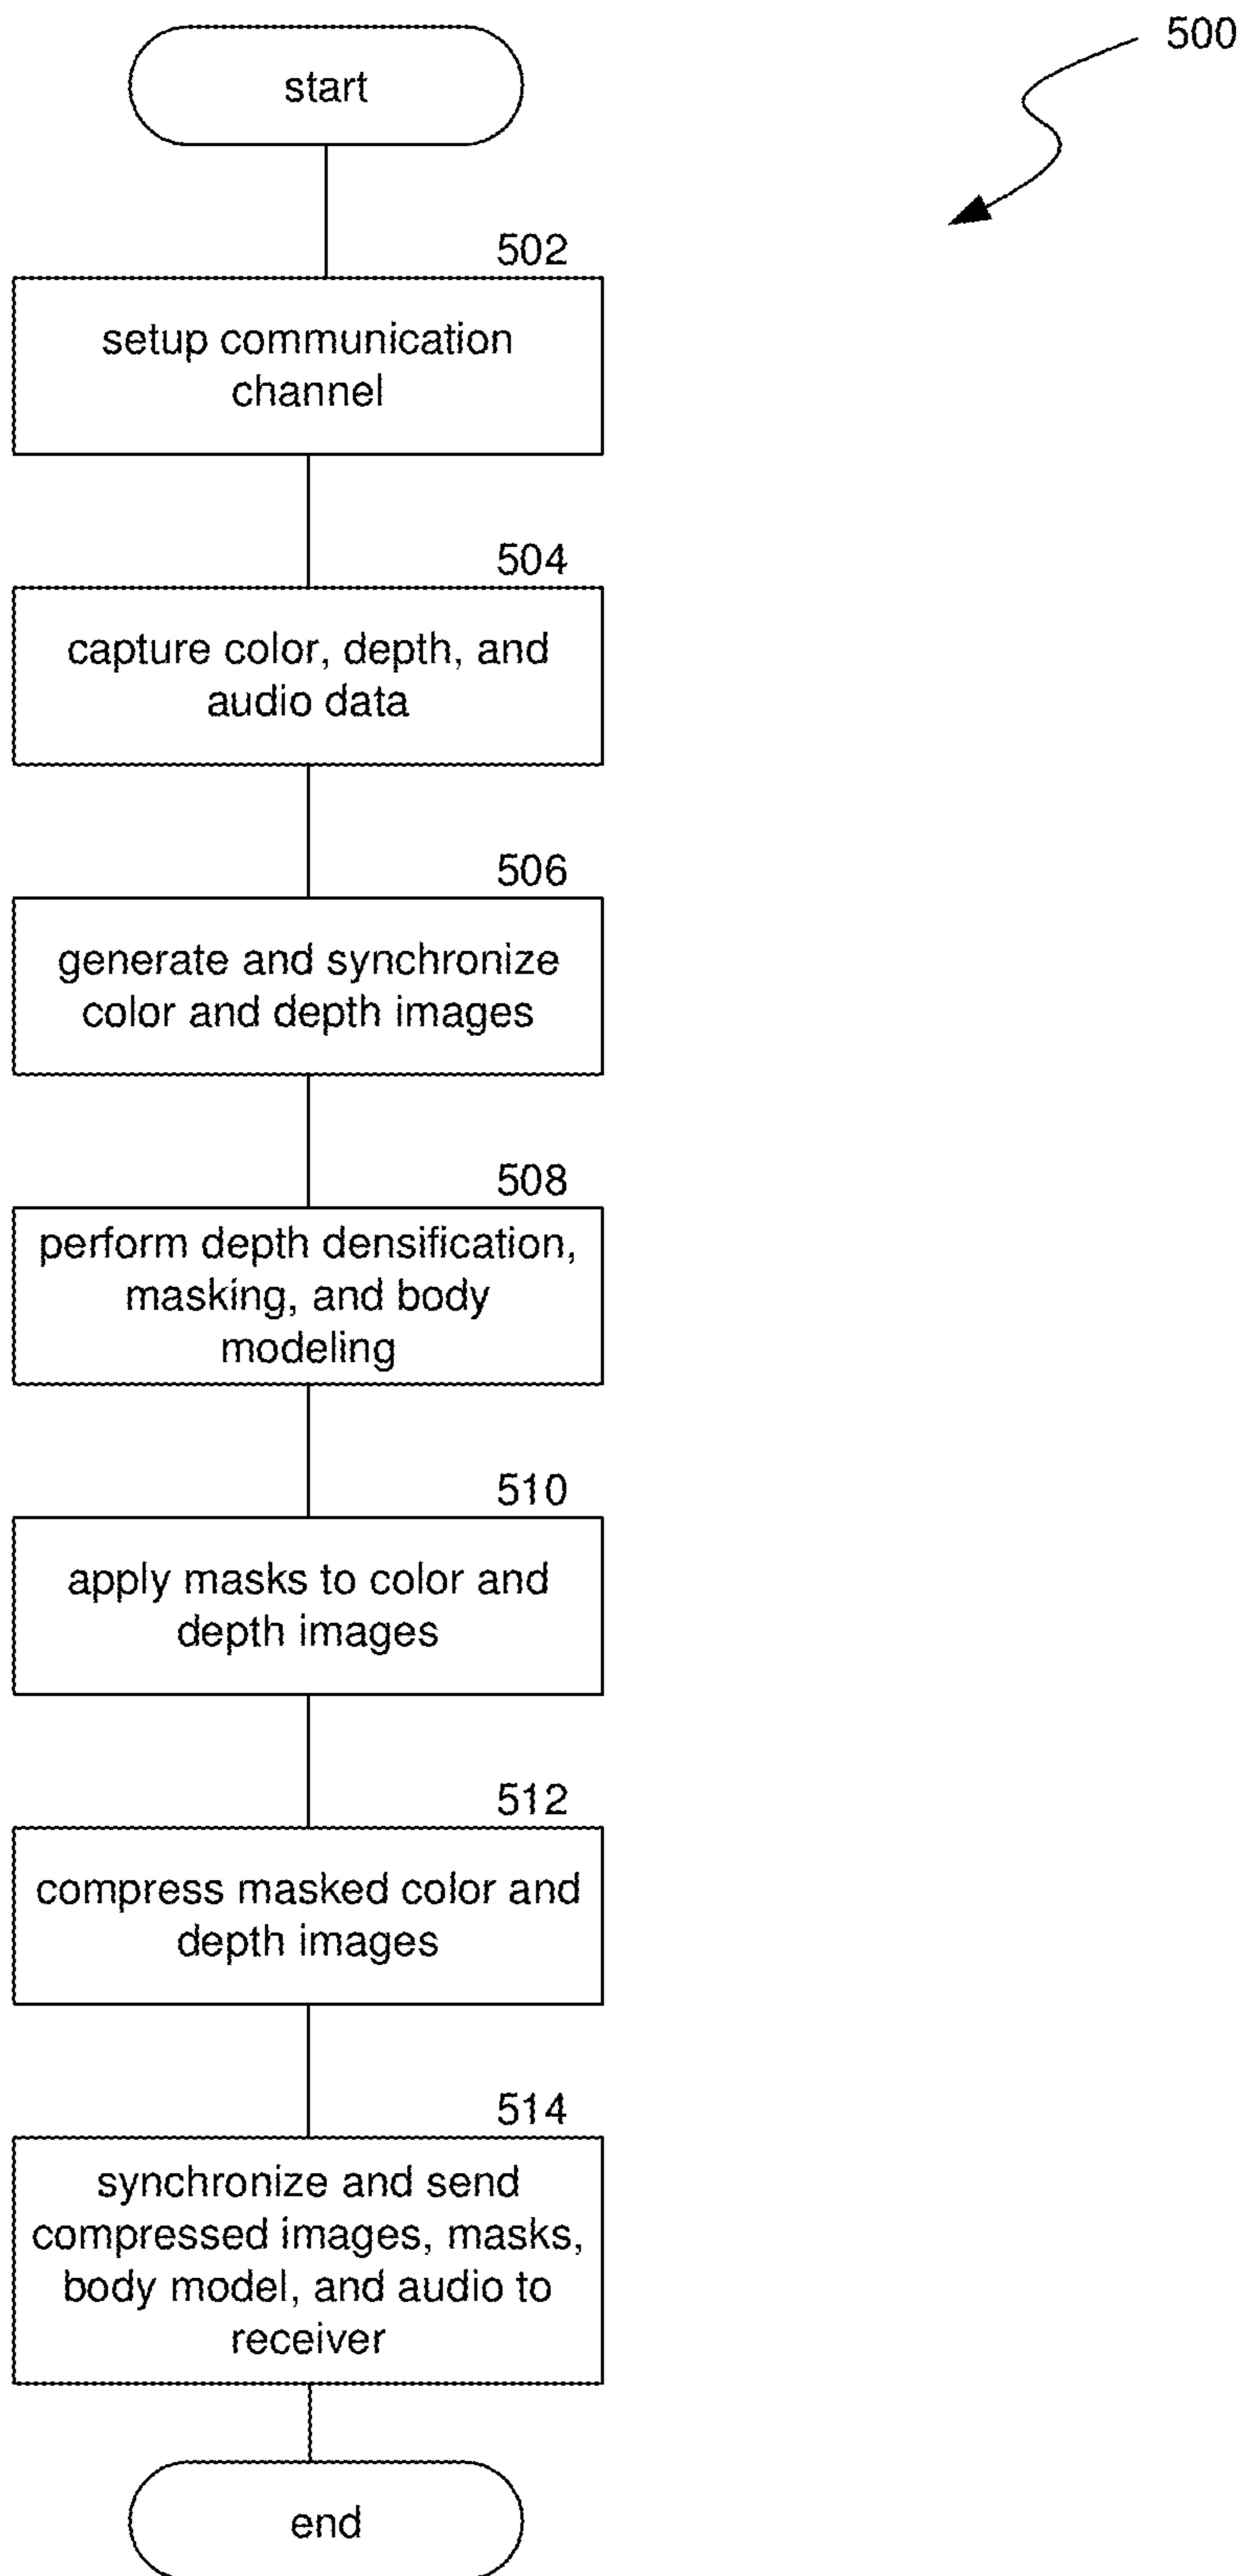 500
start
502
setup communication
channel
504
capture color, depth, and
audio data
506
generate and synchronize
color and depth images
508
perform depth densification,
masking, and body
modeling
510
apply masks to color and
depth images
512
compress masked color and
depth images
514
synchronize and send
compressed images, masks,
body model, and audio to
receiver
end